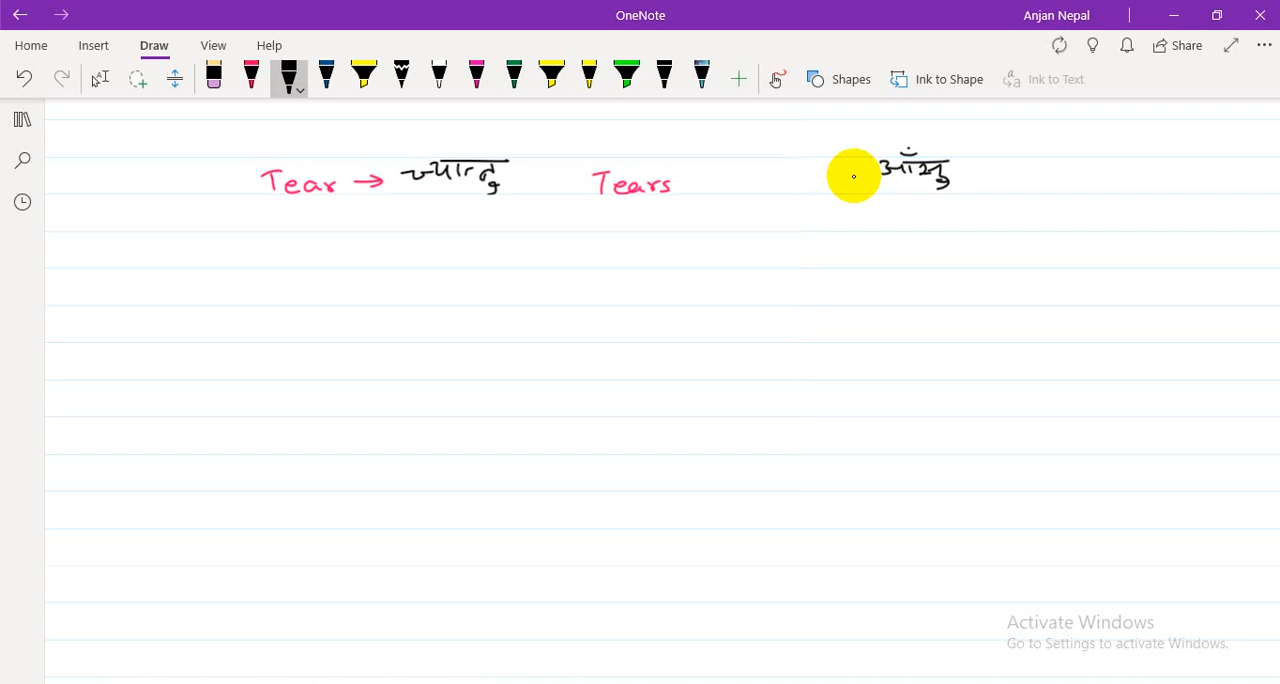 OneNote
Anjan Nepal
Home Insert Draw View Help
Share
Shapes Ink to Shape Ink to Text
Tear → च्यात्नु Tears आँसु
Activate Windows
Go to Settings to activate Windows.